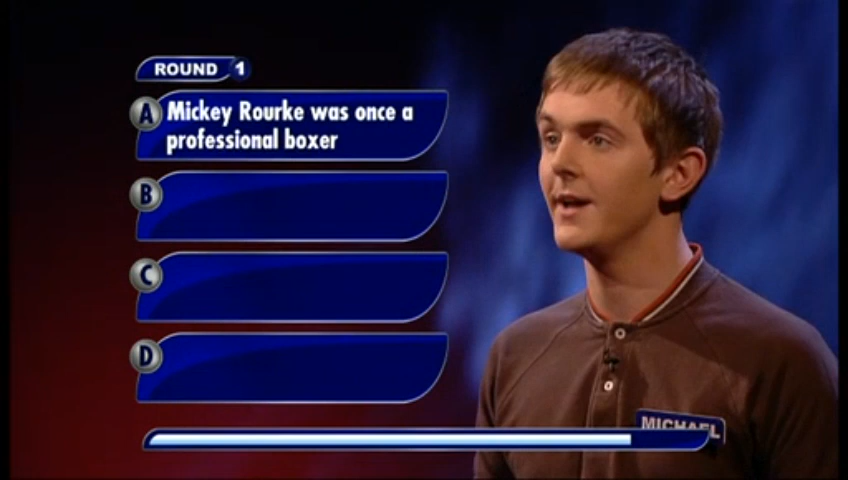 ROUND 1
A Mickey Rourke was once a
professional boxer
B
C
D
MICHAEL